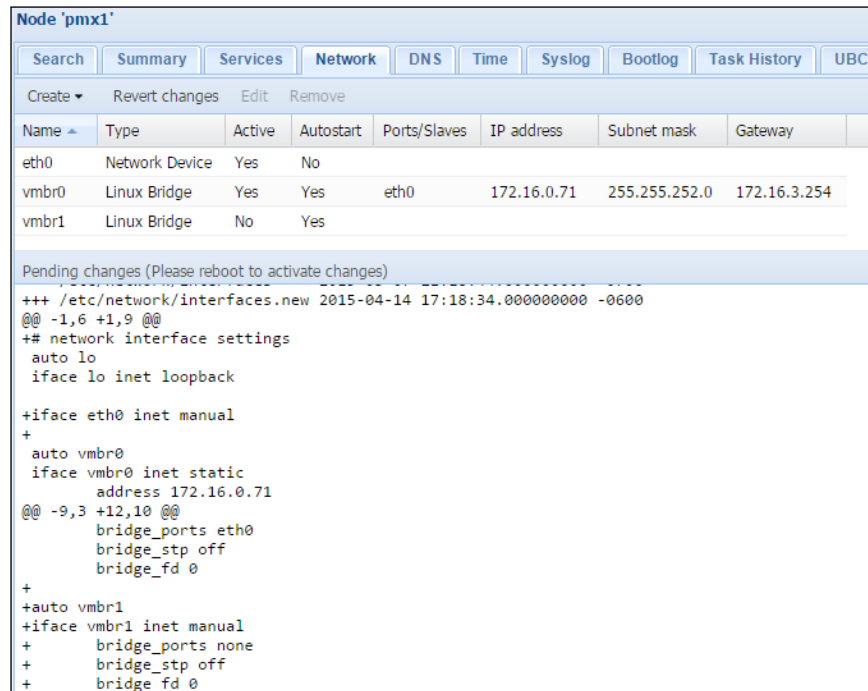 Node 'pmx1'
Search Summary Services Network DNS Time Syslog Bootlog Task History UBC
Create Revert changes Edit Remove
Name Type Active Autostart Ports/Slaves IP address Subnet mask Gateway
eth0 Network Device Yes No
vmbr0 Linux Bridge Yes Yes eth0 172.16.0.71 255.255.252.0 172.16.3.254
vmbr1 Linux Bridge No Yes
Pending changes (Please reboot to activate changes)
+++ /etc/network/interfaces.new 2015-04-14 17:18:34.000000000 -0600
@@ -1,6 +1,9 @@
+# network interface settings
 auto lo
 iface lo inet loopback

+iface eth0 inet manual
+
 auto vmbr0
 iface vmbr0 inet static
        address 172.16.0.71
@@ -9,3 +12,10 @@
        bridge_ports eth0
        bridge_stp off
        bridge_fd 0
+
+auto vmbr1
+iface vmbr1 inet manual
+       bridge_ports none
+       bridge_stp off
+       bridge_fd 0